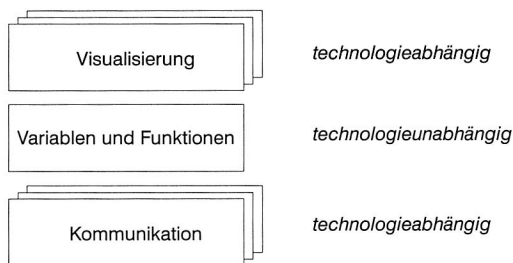 Visualisierung
technologieabhängig
Variablen und Funktionen
technologieunabhängig
Kommunikation
technologieabhängig